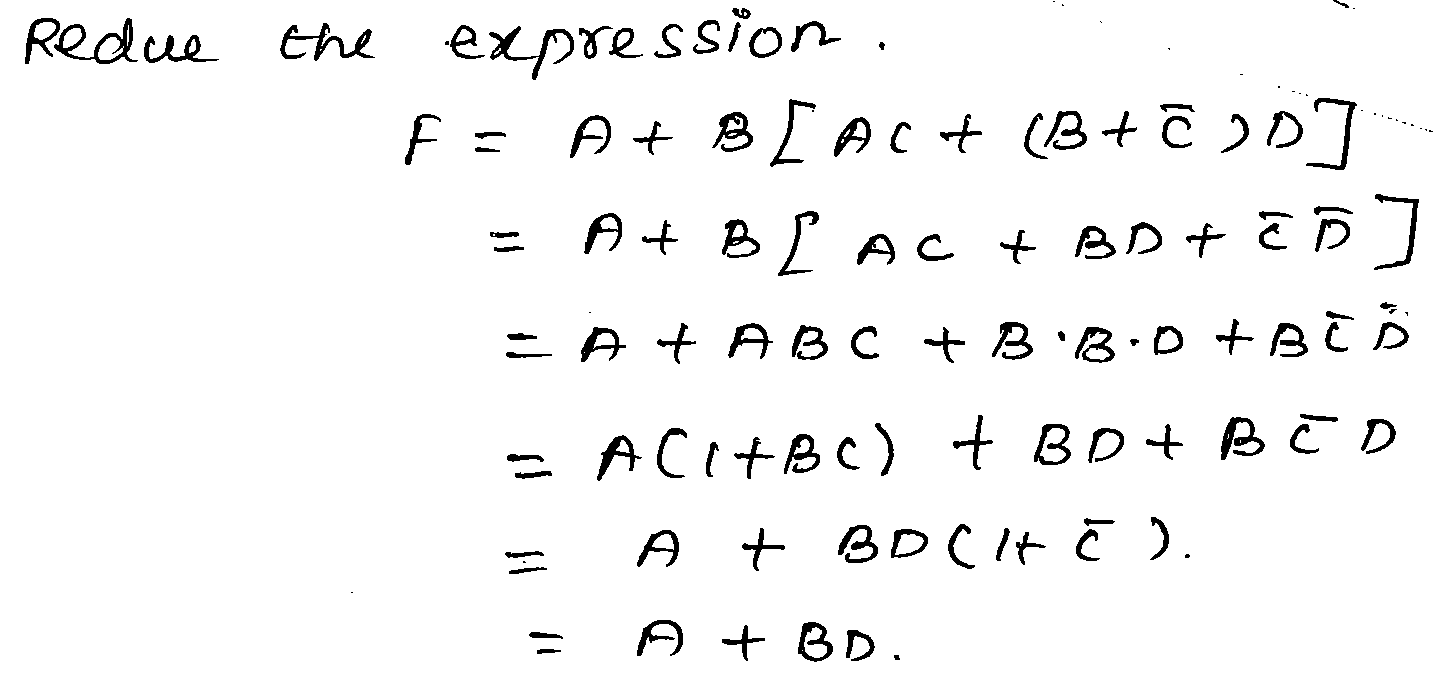 Redue the expression.
F = A + B[AC + (B + C̄)D]
= A + B[AC + BD + C̄ D̄]
= A + ABC + B·B·D + BC̄ D̄
= A(1+BC) + BD + BC̄D
= A + BD(1+C̄).
= A + BD.